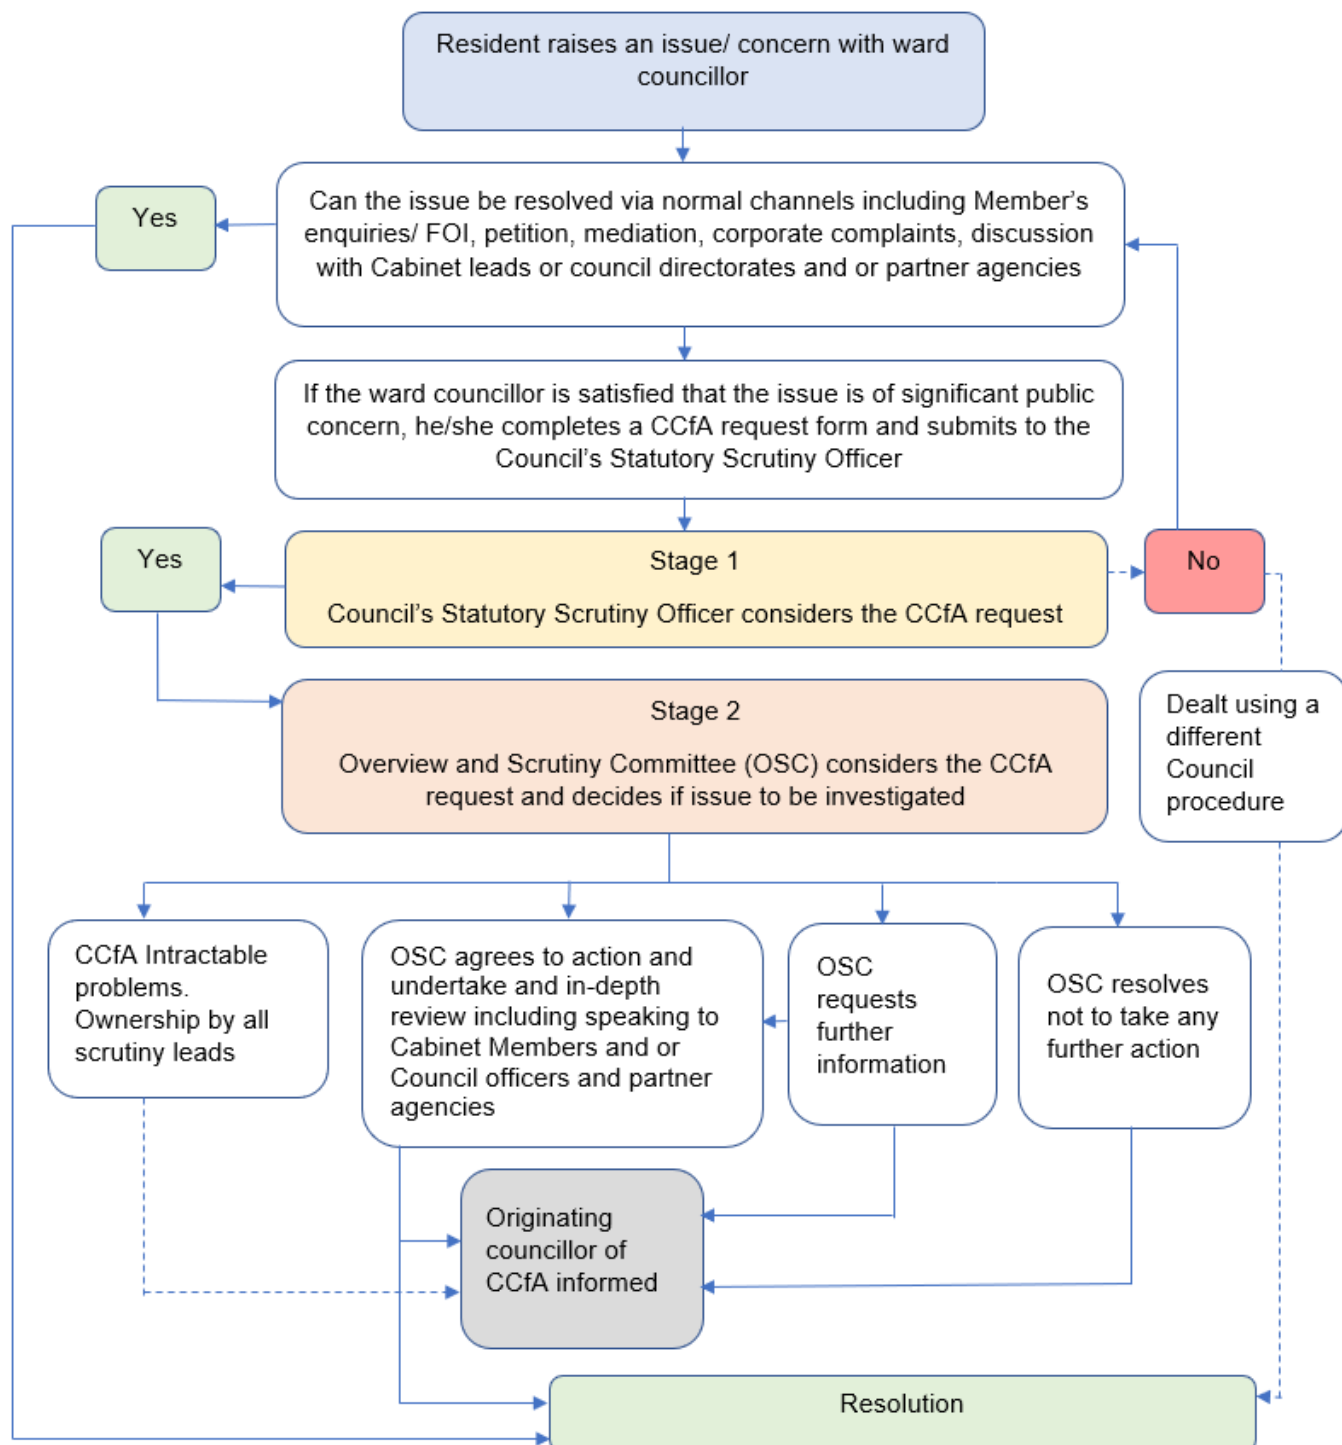 Resident raises an issue/ concern with ward
councillor
Yes
Can the issue be resolved via normal channels including Member’s
enquiries/ FOI, petition, mediation, corporate complaints, discussion
with Cabinet leads or council directorates and or partner agencies
If the ward councillor is satisfied that the issue is of significant public
concern, he/she completes a CCfA request form and submits to the
Council’s Statutory Scrutiny Officer
Yes
Stage 1
Council’s Statutory Scrutiny Officer considers the CCfA request
No
Stage 2
Overview and Scrutiny Committee (OSC) considers the CCfA
request and decides if issue to be investigated
Dealt using a
different
Council
procedure
CCfA Intractable
problems.
Ownership by all
scrutiny leads
OSC agrees to action and
undertake and in-depth
review including speaking to
Cabinet Members and or
Council officers and partner
agencies
OSC
requests
further
information
OSC resolves
not to take any
further action
Originating
councillor of
CCfA informed
Resolution